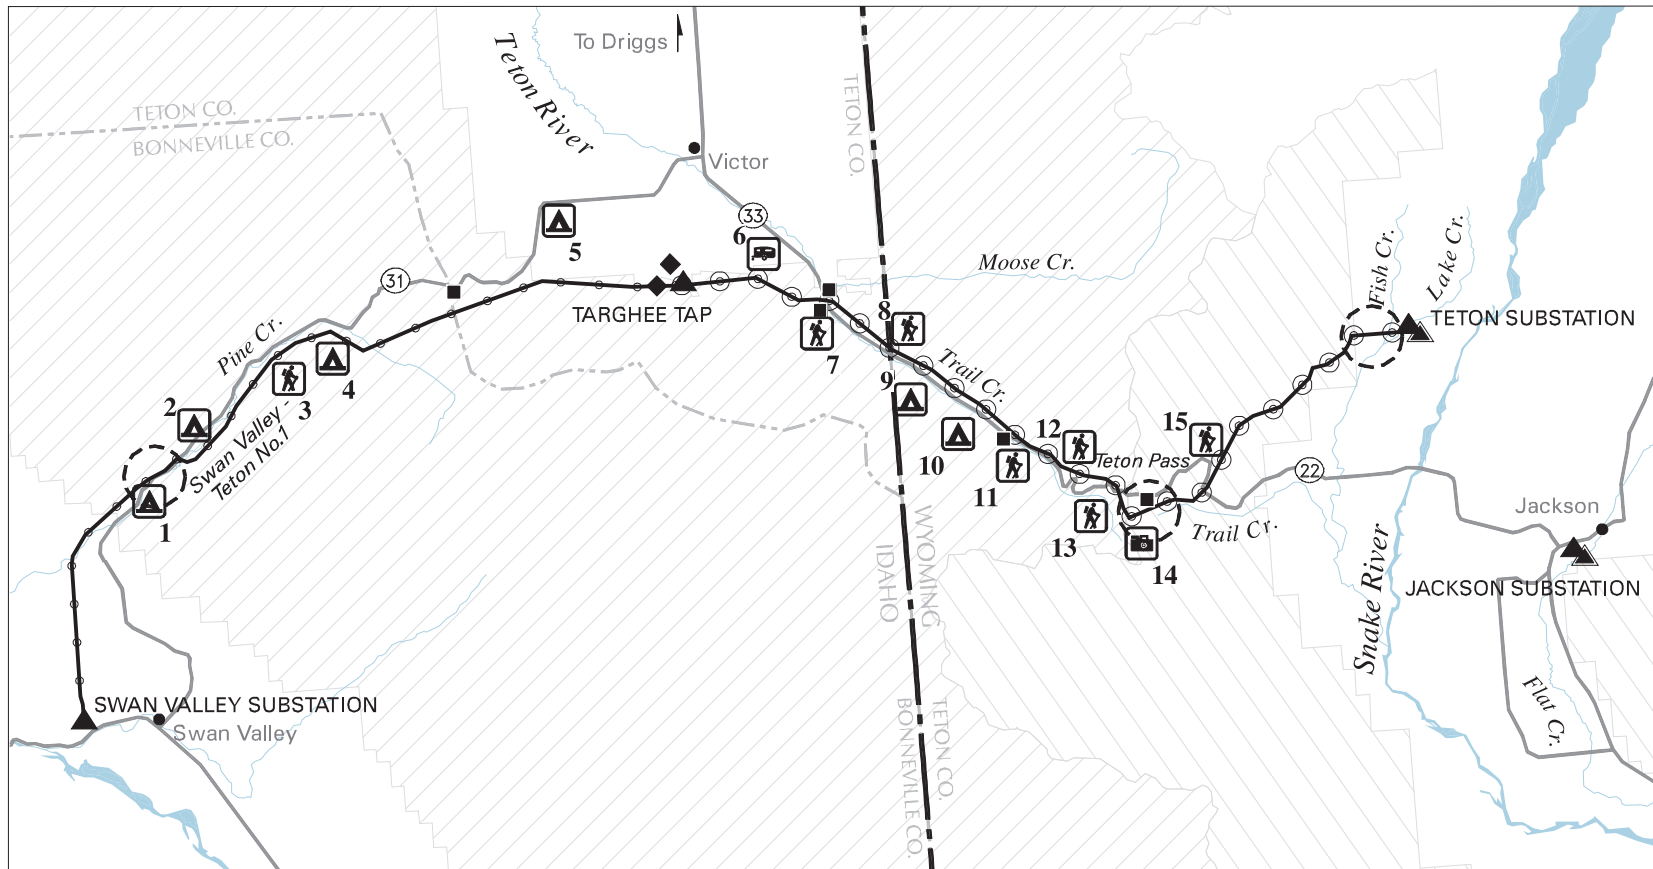 To Driggs
Teton River
TETON CO.
BONNEVILLE CO.
TETON CO.
Victor
33
6
5
Moose Cr.
Fish Cr.
Lake Cr.
31
TARGHEE TAP
TETON SUBSTATION
8
7
Pine Cr.
Trail Cr.
9
4
3
2
Swan Valley -
Teton No.1
1
10
11
12
Teton Pass
15
22
13
14
Trail Cr.
Jackson
JACKSON SUBSTATION
Snake River
WYOMING
IDAHO
Flat Cr.
SWAN VALLEY SUBSTATION
Swan Valley
TETON CO.
BONNEVILLE CO.